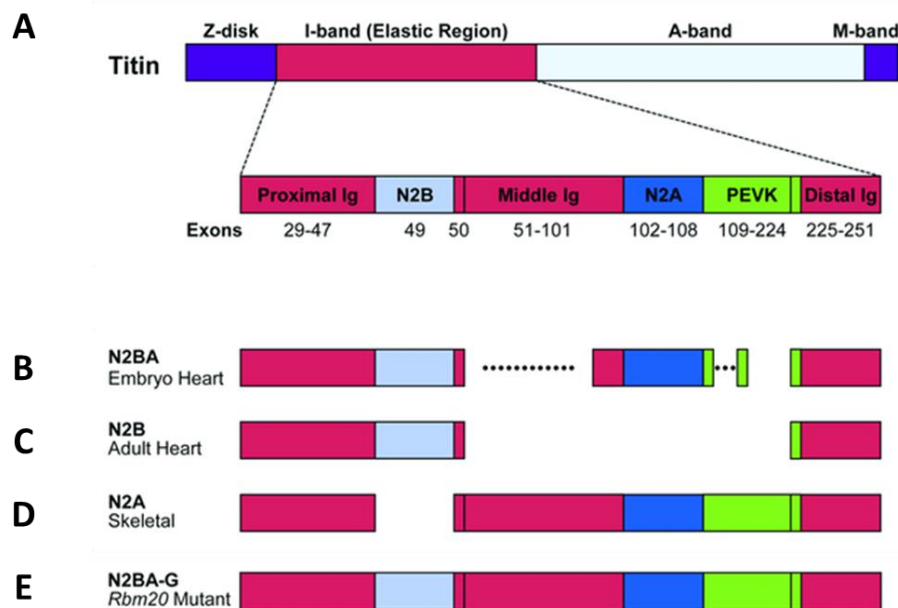 A
Z-disk I-band (Elastic Region) A-band M-band
Titin
Proximal Ig N2B Middle Ig N2A PEVK Distal Ig
Exons 29-47 49 50 51-101 102-108 109-224 225-251
B
N2BA
Embryo Heart
C
N2B
Adult Heart
D
N2A
Skeletal
E
N2BA-G
Rbm20 Mutant